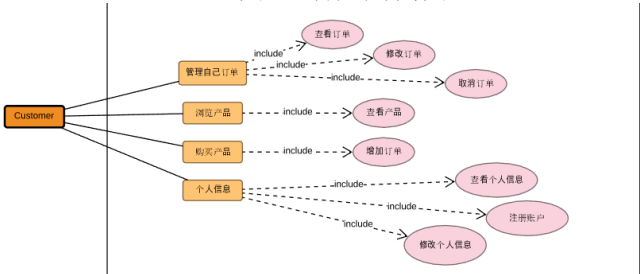 查看订单
include
修改订单
include
管理自己订单
include
取消订单
Customer
浏览产品
include
查看产品
购买产品
include
增加订单
个人信息
include
查看个人信息
include
注册账户
include
修改个人信息